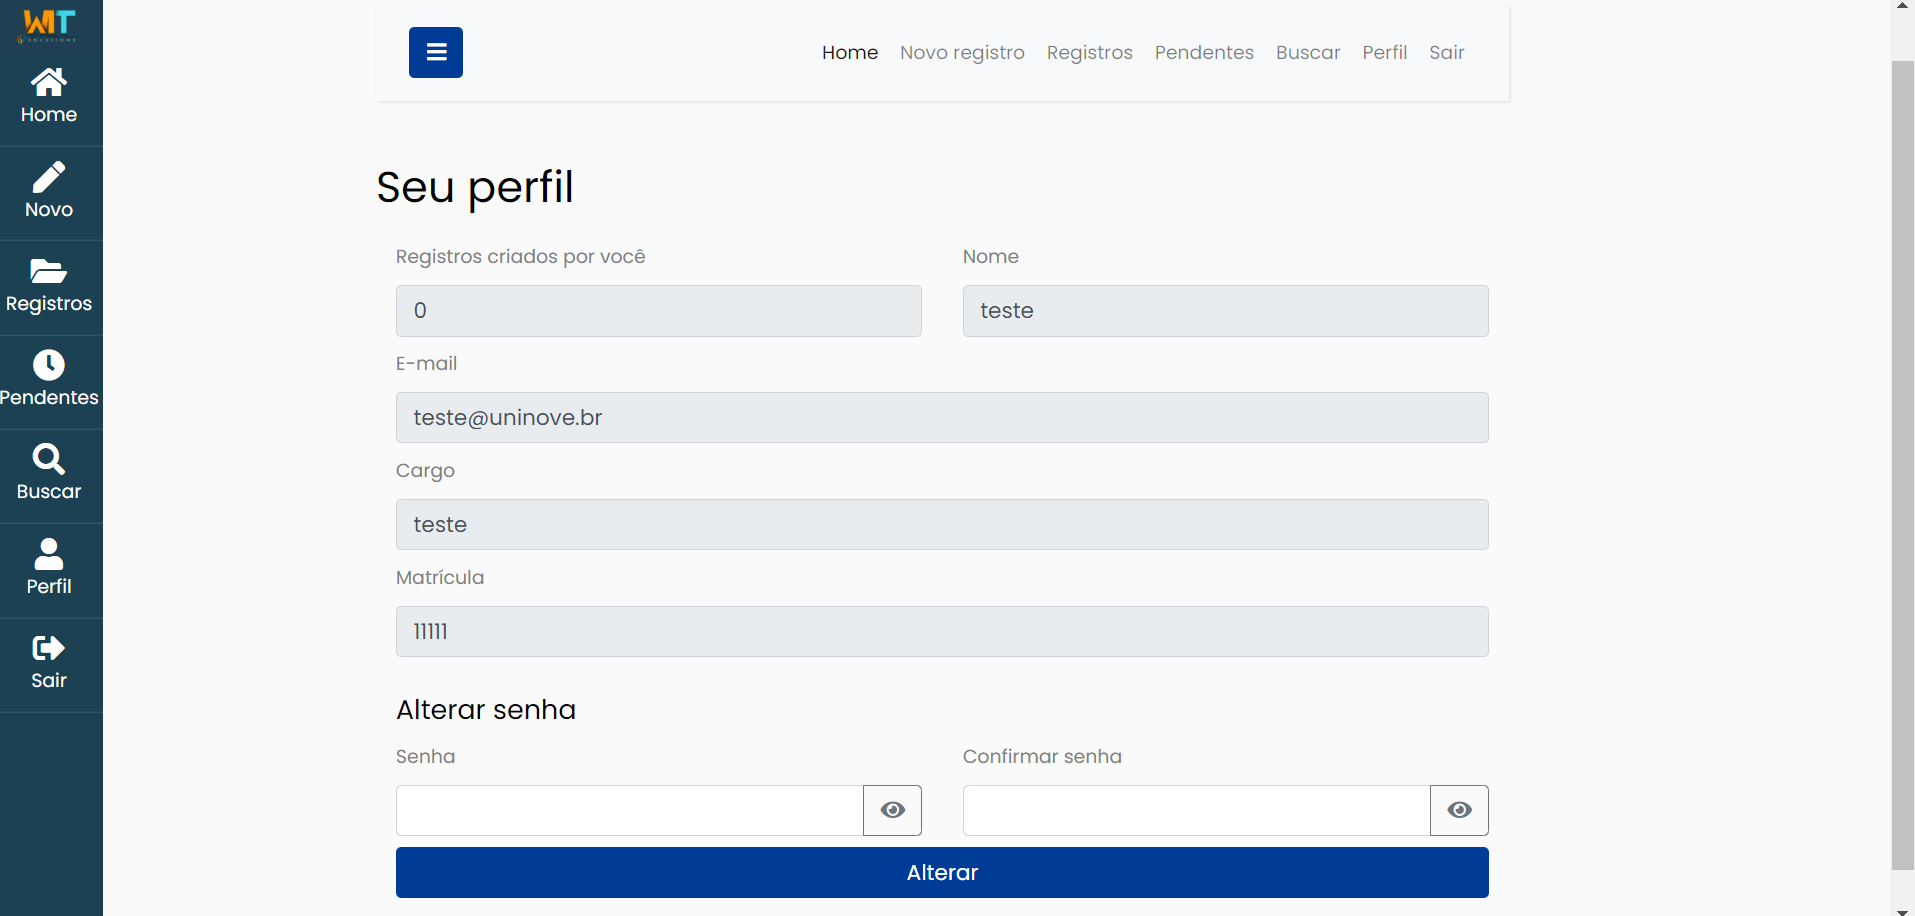 WIT
SOLUTIONS
Home
Novo
Registros
Pendentes
Buscar
Perfil
Sair
Home Novo registro Registros Pendentes Buscar Perfil Sair
Seu perfil
Registros criados por você Nome
0 teste
E-mail
teste@uninove.br
Cargo
teste
Matrícula
11111
Alterar senha
Senha Confirmar senha
Alterar